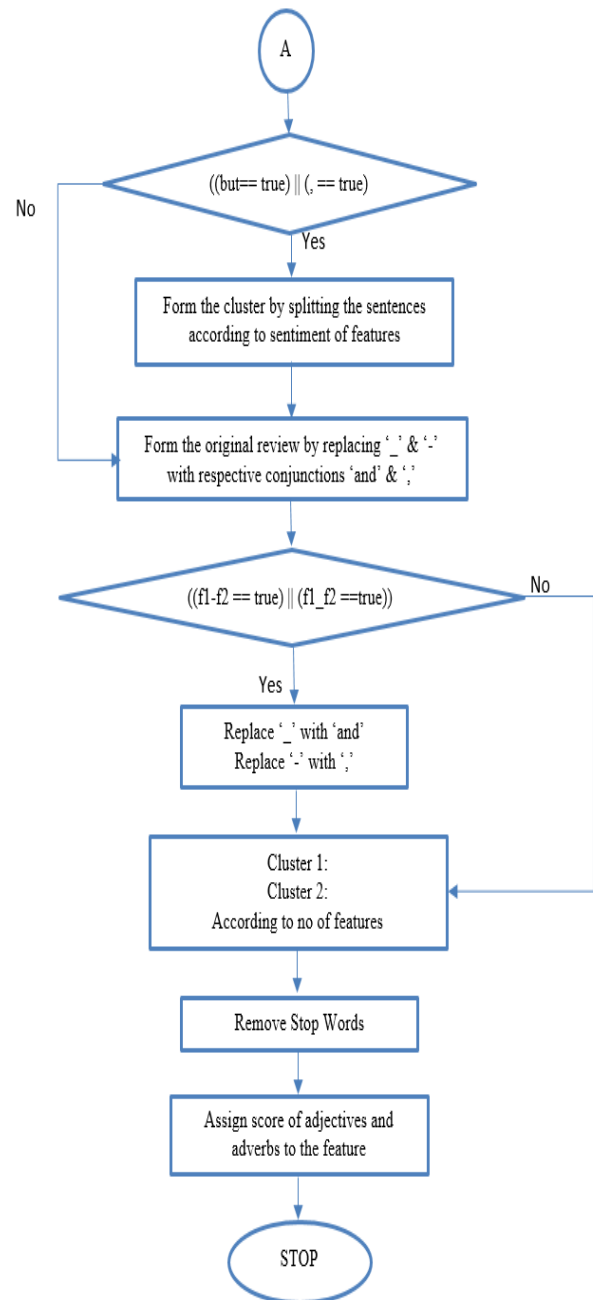 A
((but== true) || (, == true)
No
Yes
Form the cluster by splitting the sentences
according to sentiment of features
Form the original review by replacing ‘_’ & ‘-’
with respective conjunctions ‘and’ & ‘,’
((f1-f2 == true) || (f1_f2 ==true))
No
Yes
Replace ‘_’ with ‘and’
Replace ‘-’ with ‘,’
Cluster 1:
Cluster 2:
According to no of features
Remove Stop Words
Assign score of adjectives and
adverbs to the feature
STOP